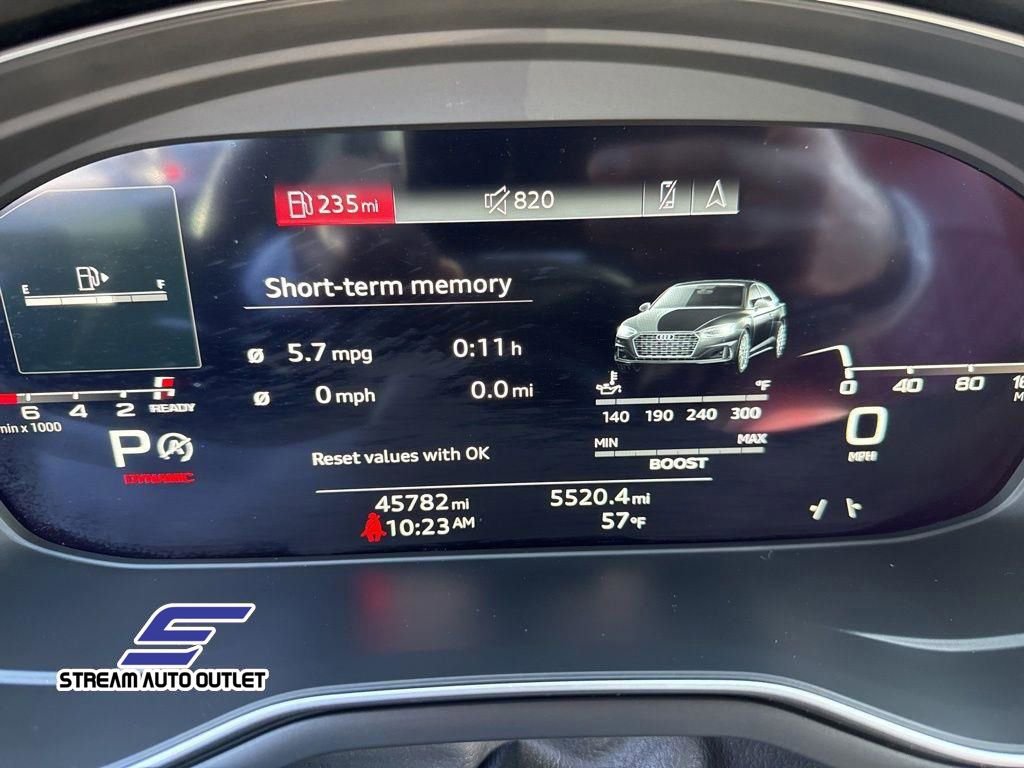 235 mi
820
E F
Short-term memory
Ø 5.7 mpg 0:11 h
Ø 0 mph 0.0 mi
°F
140 190 240 300
0 40 80
6 4 2 READY
min x 1000
P
DYNAMIC
0
MPH
MIN MAX
BOOST
Reset values with OK
45782 mi 5520.4 mi
10:23 AM 57 °F
STREAM AUTO OUTLET